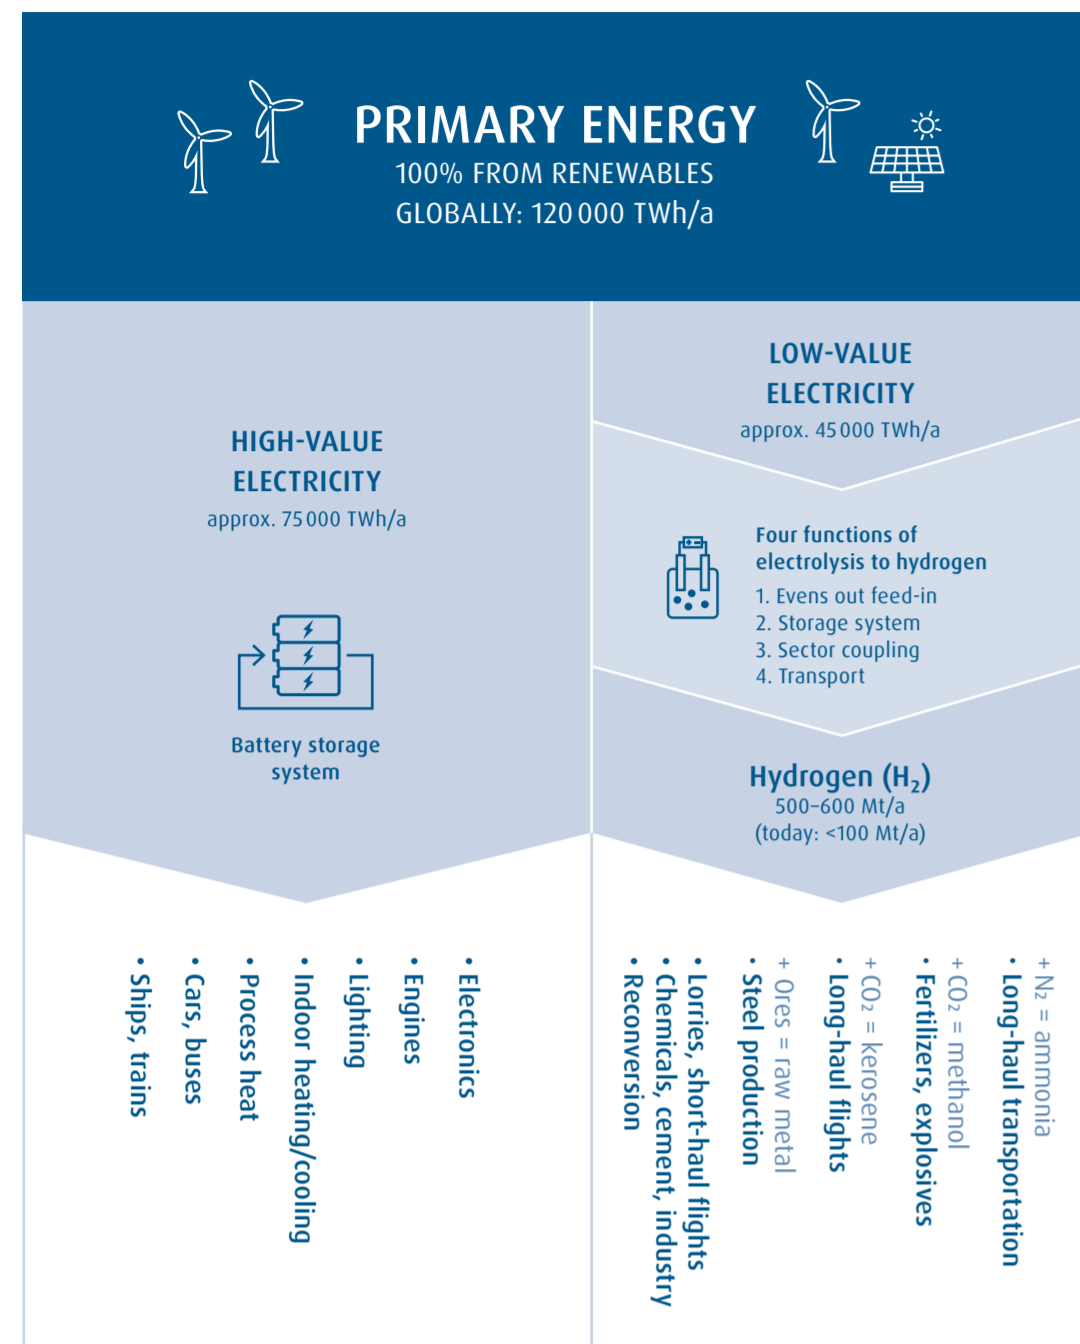 PRIMARY ENERGY
100% FROM RENEWABLES
GLOBALLY: 120 000 TWh/a
HIGH-VALUE
ELECTRICITY
approx. 75 000 TWh/a
Battery storage
system
LOW-VALUE
ELECTRICITY
approx. 45 000 TWh/a
Four functions of
electrolysis to hydrogen
1. Evens out feed-in
2. Storage system
3. Sector coupling
4. Transport
Hydrogen (H₂)
500–600 Mt/a
(today: <100 Mt/a)
• Ships, trains
• Cars, buses
• Process heat
• Indoor heating/cooling
• Lighting
• Engines
• Electronics
• Reconversion
• Chemicals, cement, industry
• Lorries, short-haul flights
• Steel production
+ Ores = raw metal
• Long-haul flights
+ CO₂ = kerosene
• Fertilizers, explosives
+ CO₂ = methanol
• Long-haul transportation
+ N₂ = ammonia